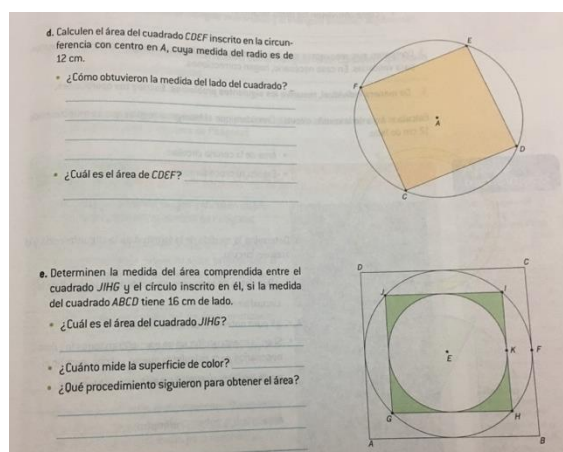 d. Calculen el área del cuadrado CDEF inscrito en la circun-
ferencia con centro en A, cuya medida del radio es de
12 cm.
• ¿Cómo obtuvieron la medida del lado del cuadrado?
• ¿Cuál es el área de CDEF?
E
F
A
D
C
e. Determinen la medida del área comprendida entre el
cuadrado JIHG y el círculo inscrito en él, si la medida
del cuadrado ABCD tiene 16 cm de lado.
• ¿Cuál es el área del cuadrado JIHG?
• ¿Cuánto mide la superficie de color?
• ¿Qué procedimiento siguieron para obtener el área?
D
C
J
I
E
K
F
G
H
A
B